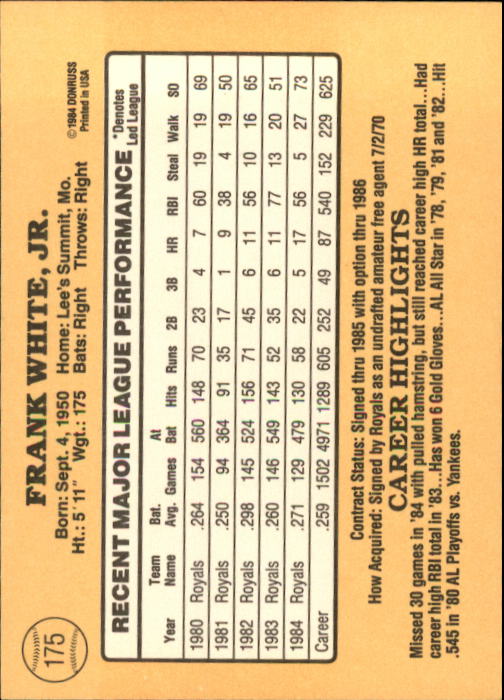 175
FRANK WHITE, JR.
Born: Sept. 4, 1950 Home: Lee's Summit, Mo.
Ht.: 5' 11" Wgt.: 175 Bats: Right Throws: Right
©1984 DONRUSS
Printed in USA
RECENT MAJOR LEAGUE PERFORMANCE *Denotes Led League
Year Team Name Bat. Avg. Games At Bat Hits Runs 2B 3B HR RBI Steal Walk SO
1980 Royals .264 154 560 148 70 23 4 7 60 19 19 69
1981 Royals .250 94 364 91 35 17 1 9 38 4 19 50
1982 Royals .298 145 524 156 71 45 6 11 56 10 16 65
1983 Royals .260 146 549 143 52 35 6 11 77 13 20 51
1984 Royals .271 129 479 130 58 22 5 17 56 5 27 73
Career .259 1502 4971 1289 605 252 49 87 540 152 229 625
Contract Status: Signed thru 1985 with option thru 1986
How Acquired: Signed by Royals as an undrafted amateur free agent 7/2/70
CAREER HIGHLIGHTS
Missed 30 games in '84 with pulled hamstring, but still reached career high HR total...Had
career high RBI total in '83...Has won 6 Gold Gloves...AL All Star in '78, '79, '81 and '82...Hit
.545 in '80 AL Playoffs vs. Yankees.